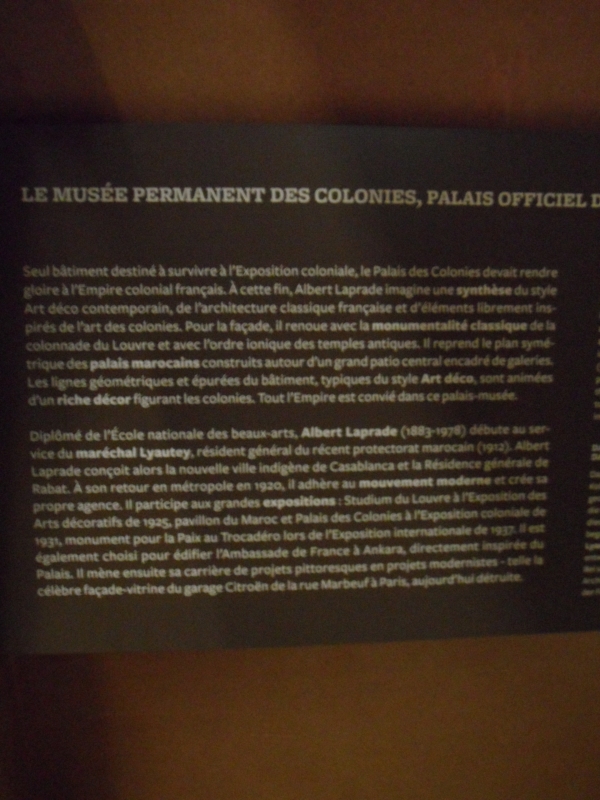 LE MUSÉE PERMANENT DES COLONIES, PALAIS OFFICIEL D
Seul bâtiment destiné à survivre à l'Exposition coloniale, le Palais des Colonies devait rendre
gloire à l'Empire colonial français. À cette fin, Albert Laprade imagine une synthèse du style
Art déco contemporain, de l'architecture classique française et d'éléments librement ins-
pirés de l'art des colonies. Pour la façade, il renoue avec la monumentalité classique de la
colonnade du Louvre et avec l'ordre ionique des temples antiques. Il reprend le plan symé-
trique des palais marocains construits autour d'un grand patio central encadré de galeries.
Les lignes géométriques et épurées du bâtiment, typiques du style Art déco, sont animées
d'un riche décor figurant les colonies. Tout l'Empire est convié dans ce palais-musée.
Diplômé de l'École nationale des beaux-arts, Albert Laprade (1883-1978) débute au ser-
vice du maréchal Lyautey, résident général du récent protectorat marocain (1912). Albert
Laprade conçoit alors la nouvelle ville indigène de Casablanca et la Résidence générale de
Rabat. À son retour en métropole en 1920, il adhère au mouvement moderne et crée sa
propre agence. Il participe aux grandes expositions : Studium du Louvre à l'Exposition des
Arts décoratifs de 1925, pavillon du Maroc et Palais des Colonies à l'Exposition coloniale de
1931, monument pour la Paix au Trocadéro lors de l'Exposition internationale de 1937. Il est
également choisi pour édifier l'Ambassade de France à Ankara, directement inspirée du
Palais. Il mène ensuite sa carrière de projets pittoresques en projets modernistes - telle la
célèbre façade-vitrine du garage Citroën de la rue Marbeuf à Paris, aujourd'hui détruite.